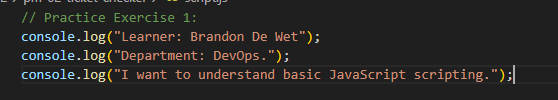 // Practice Exercise 1:
console.log("Learner: Brandon De Wet");
console.log("Department: DevOps.");
console.log("I want to understand basic JavaScript scripting.");